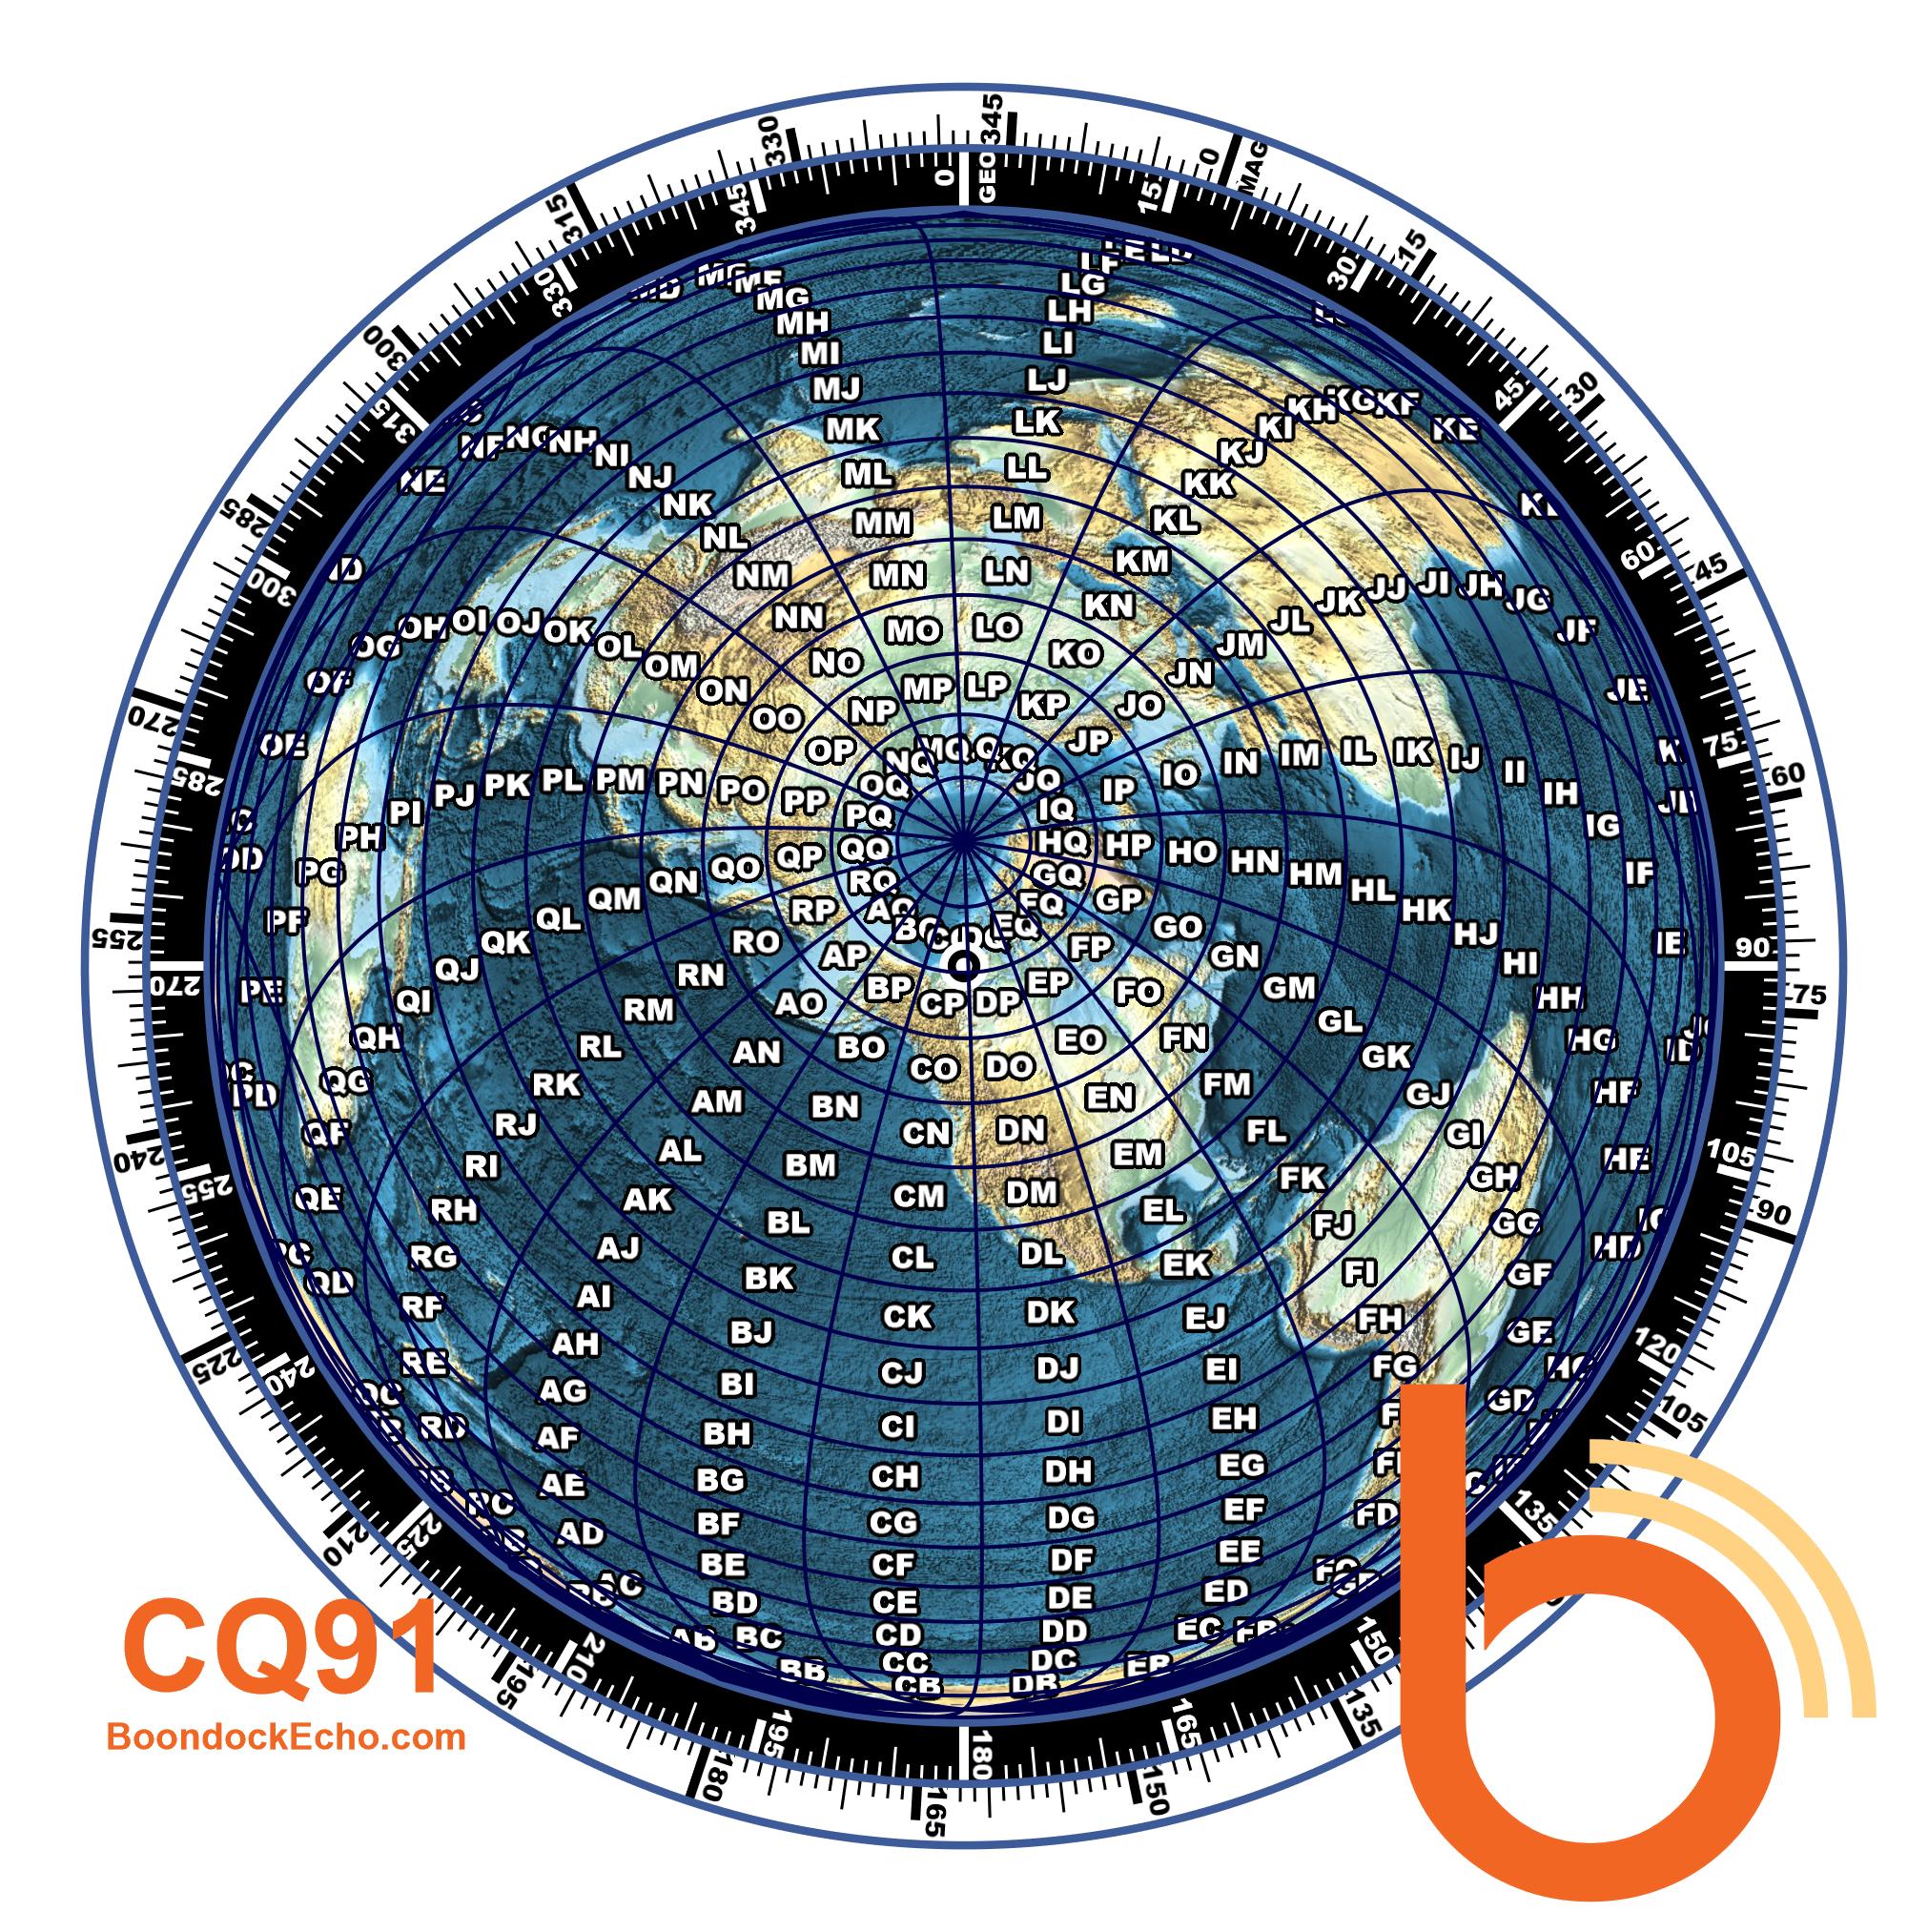 345
330
0
MAG
GEO
0
15
345
315
330
30
15
300
315
45
30
285
300
60
45
270
285
75
60
255
270
90
75
240
255
105
90
225
240
120
105
210
225
135
195
210
150
135
180
195
180
165
165
150
LF
LG
LH
LI
LJ
LK
LL
LM
LN
LO
LP
MF
MG
MH
MI
MJ
MK
ML
MM
MN
MO
MP
MQ
NE
NF
NH
NI
NJ
NK
NL
NM
NN
NO
NP
NQ
KE
KF
KG
KH
KI
KJ
KK
KL
KM
KN
KO
KP
KQ
JE
JF
JG
JH
JI
JJ
JK
JL
JM
JN
JO
JP
JQ
OE
OF
OG
OH
OI
OJ
OK
OL
OM
ON
OO
OP
OQ
PD
PE
PF
PG
PH
PI
PJ
PK
PL
PM
PN
PO
PP
PQ
IE
IF
IG
IH
II
IJ
IK
IL
IM
IN
IO
IP
IQ
HD
HE
HF
HG
HH
HI
HJ
HK
HL
HM
HN
HO
HP
HQ
QD
QE
QF
QG
QH
QI
QJ
QK
QL
QM
QN
QO
QP
QQ
RD
RE
RF
RG
RH
RI
RJ
RK
RL
RM
RN
RO
RP
RQ
GD
GE
GF
GG
GH
GI
GJ
GK
GL
GM
GN
GO
GP
GQ
FD
FG
FH
FI
FJ
FK
FL
FM
FN
FO
FP
FQ
AC
AD
AE
AF
AG
AH
AI
AJ
AK
AL
AM
AN
AO
AP
AQ
BB
BC
BD
BE
BF
BG
BH
BI
BJ
BK
BL
BM
BN
BO
BP
CB
CC
CD
CE
CF
CG
CH
CI
CJ
CK
CL
CM
CN
CO
CP
DB
DC
DD
DE
DF
DG
DH
DI
DJ
DK
DL
DM
DN
DO
DP
EB
EC
ED
EE
EF
EG
EH
EI
EJ
EK
EL
EM
EN
EO
EP
EQ
CQ91
BoondockEcho.com
b